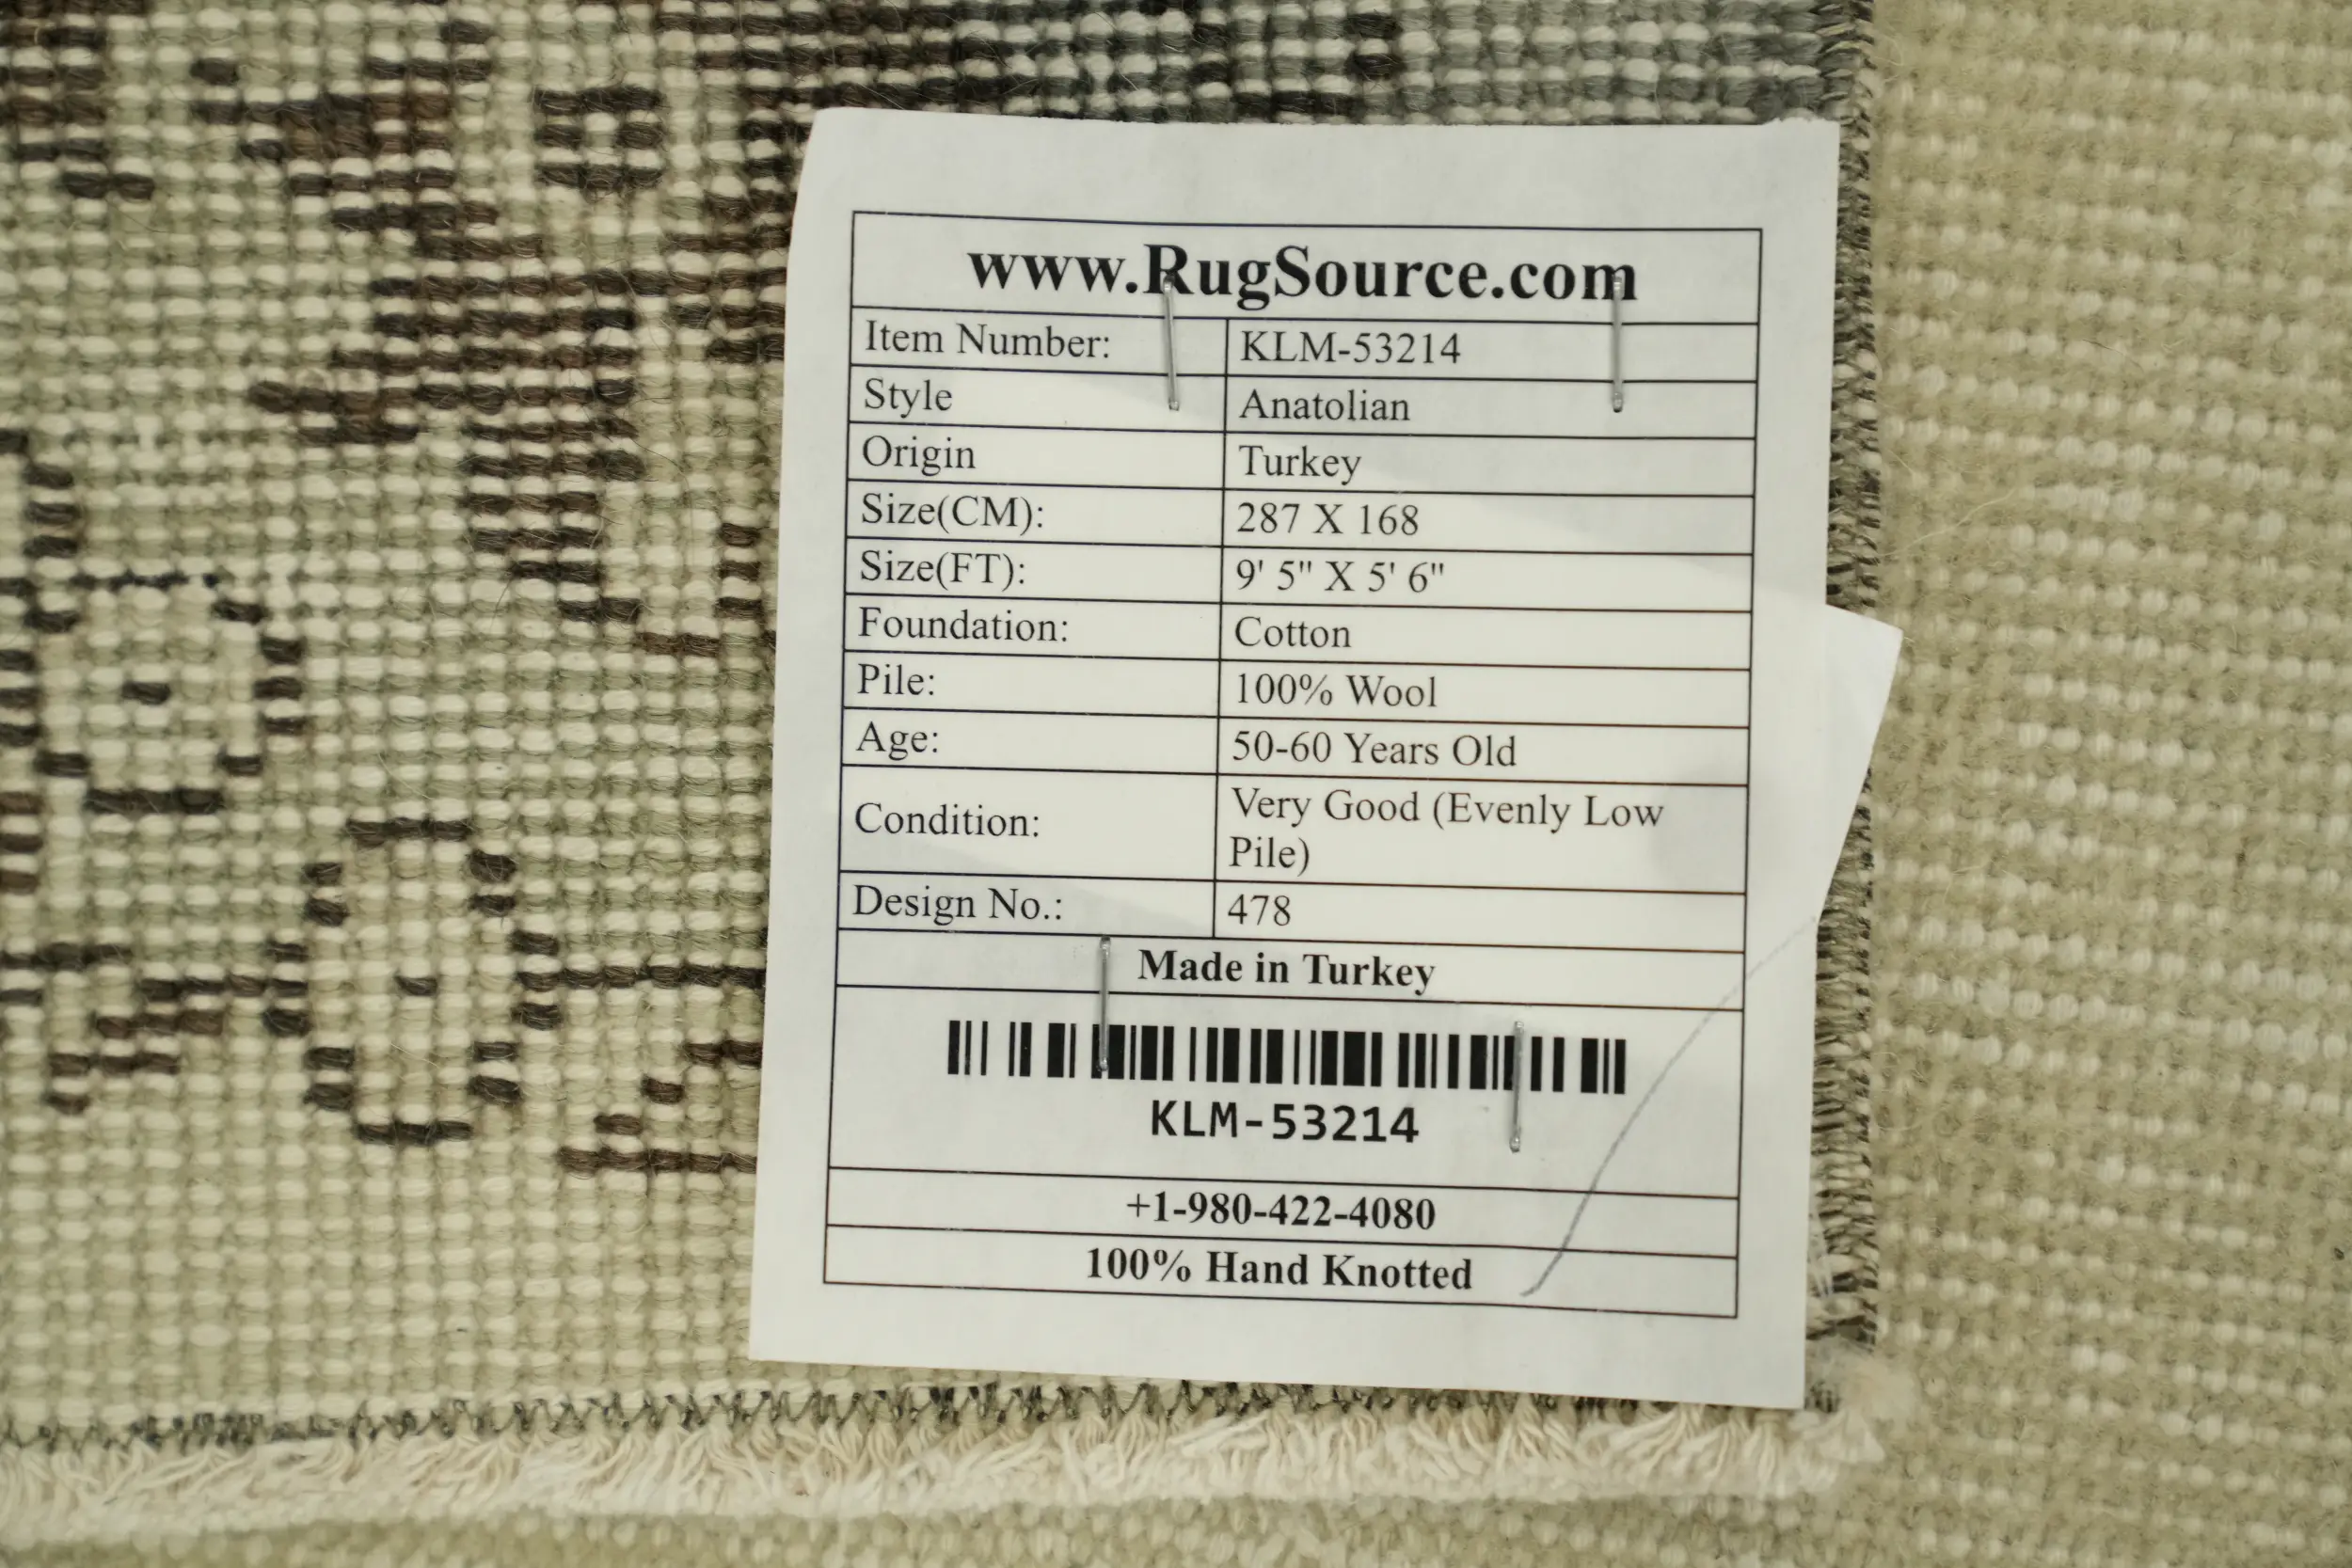 www.RugSource.com
Item Number: KLM-53214
Style Anatolian
Origin Turkey
Size(CM): 287 X 168
Size(FT): 9' 5" X 5' 6"
Foundation: Cotton
Pile: 100% Wool
Age: 50-60 Years Old
Condition: Very Good (Evenly Low
Pile)
Design No.: 478
Made in Turkey
KLM-53214
+1-980-422-4080
100% Hand Knotted